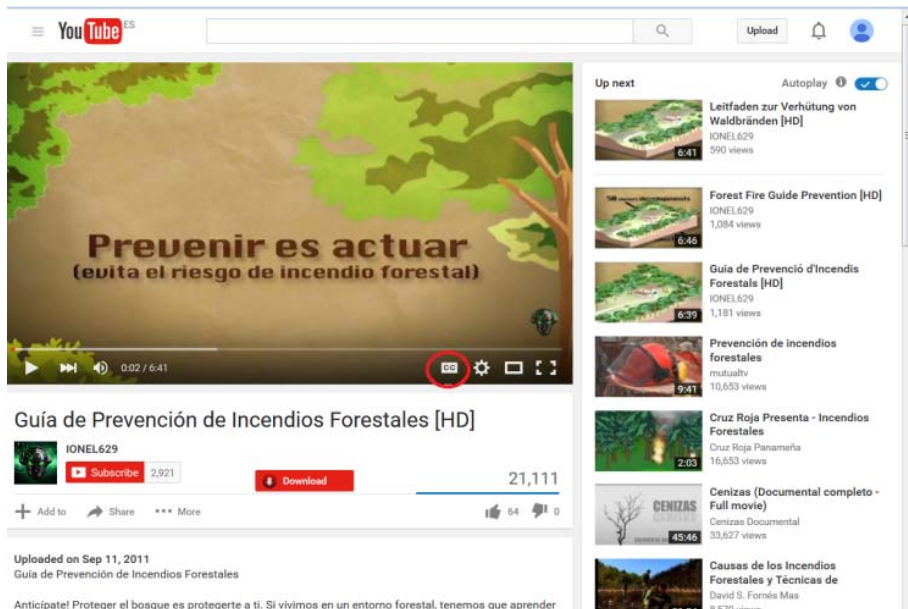 YouTube ES
Upload
Prevenir es actuar
(evita el riesgo de incendio forestal)
0:02 / 6:41
CC
Guía de Prevención de Incendios Forestales [HD]
IONEL629
Subscribe 2,921
Download
21,111
Add to Share More
64 0
Uploaded on Sep 11, 2011
Guía de Prevención de Incendios Forestales
Anticípate! Proteger el bosque es protegerte a ti. Si vivimos en un entorno forestal, tenemos que aprender
Up next Autoplay
6:41
Leitfaden zur Verhütung von
Waldbränden [HD]
IONEL629
590 views
6:46
Forest Fire Guide Prevention [HD]
IONEL629
1,084 views
6:39
Guia de Prevenció d'Incendis
Forestals [HD]
IONEL629
1,181 views
9:41
Prevención de incendios
forestales
mutualtv
10,653 views
2:03
Cruz Roja Presenta - Incendios
Forestales
Cruz Roja Panameña
16,653 views
CENIZAS
45:46
Cenizas (Documental completo -
Full movie)
Cenizas Documental
33,627 views
Causas de los Incendios
Forestales y Técnicas de
David S. Fornés Mas
8,570 views